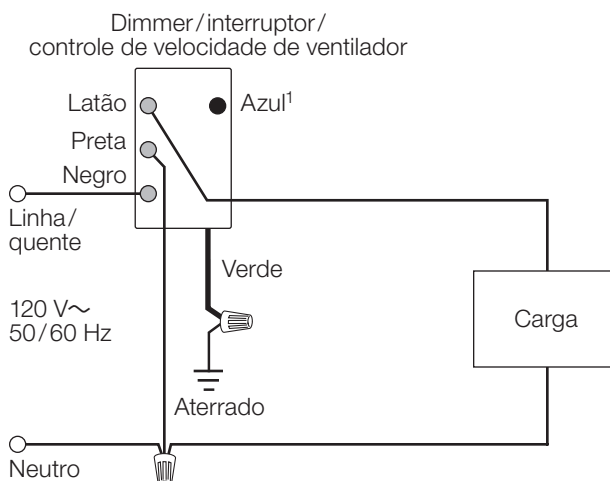 Dimmer/interruptor/
controle de velocidade de ventilador
Latão
Azul¹
Preta
Negro
Linha/
quente
Verde
120 V~
50/60 Hz
Carga
Aterrado
Neutro